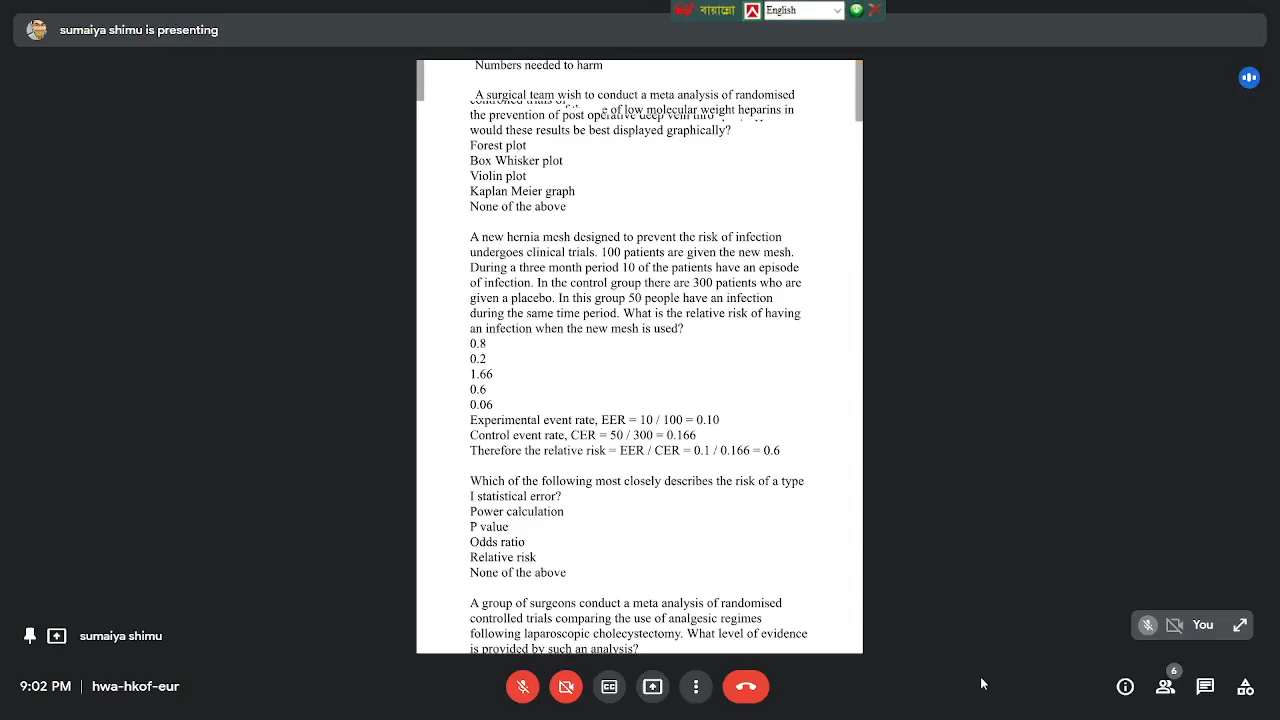 বায়ান্নো
English
sumaiya shimu is presenting
Numbers needed to harm
A surgical team wish to conduct a meta analysis of randomised
controlled trials of
e of low molecular weight heparins in
the prevention of post operative deep vein thro
would these results be best displayed graphically?
Forest plot
Box Whisker plot
Violin plot
Kaplan Meier graph
None of the above
A new hernia mesh designed to prevent the risk of infection
undergoes clinical trials. 100 patients are given the new mesh.
During a three month period 10 of the patients have an episode
of infection. In the control group there are 300 patients who are
given a placebo. In this group 50 people have an infection
during the same time period. What is the relative risk of having
an infection when the new mesh is used?
0.8
0.2
1.66
0.6
0.06
Experimental event rate, EER = 10 / 100 = 0.10
Control event rate, CER = 50 / 300 = 0.166
Therefore the relative risk = EER / CER = 0.1 / 0.166 = 0.6
Which of the following most closely describes the risk of a type
I statistical error?
Power calculation
P value
Odds ratio
Relative risk
None of the above
A group of surgeons conduct a meta analysis of randomised
controlled trials comparing the use of analgesic regimes
following laparoscopic cholecystectomy. What level of evidence
is provided by such an analysis?
You
sumaiya shimu
9:02 PM
hwa-hkof-eur
6